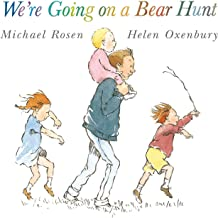 We're Going on a Bear Hunt
Michael Rosen Helen Oxenbury